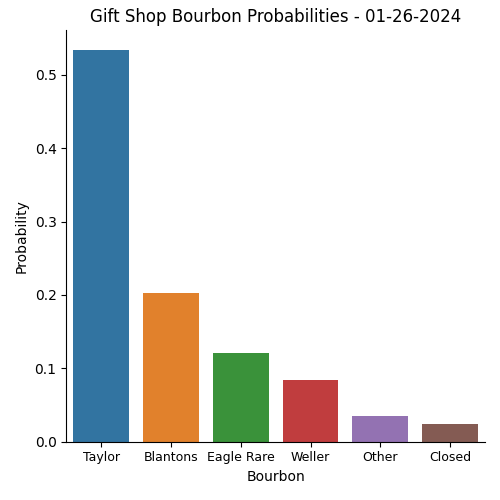 Gift Shop Bourbon Probabilities - 01-26-2024
Probability
0.5
0.4
0.3
0.2
0.1
0.0
Taylor Blantons Eagle Rare Weller Other Closed
Bourbon